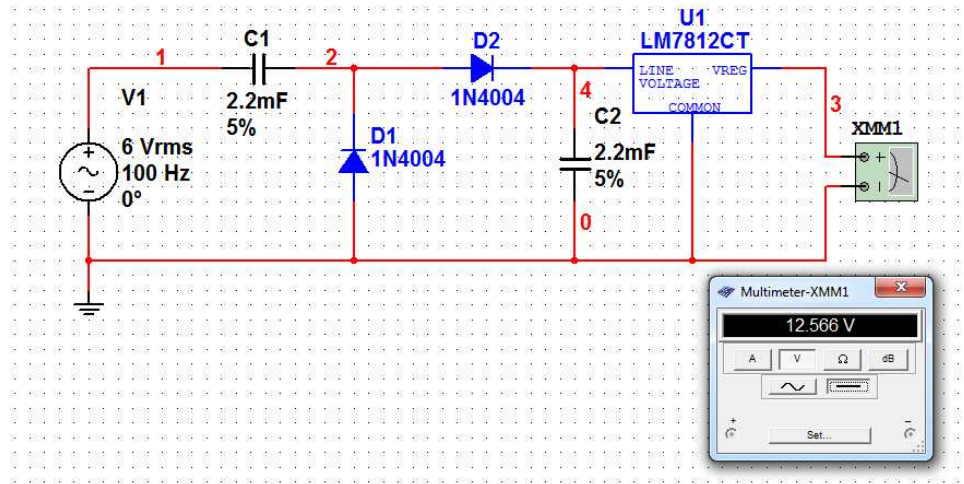 U1
LM7812CT
C1
D2
1
2
LINE VREG
VOLTAGE
COMMON
4
3
V1
2.2mF
5%
1N4004
C2
XMM1
D1
1N4004
6 Vrms
100 Hz
0°
2.2mF
5%
0
Multimeter-XMM1
12.566 V
A V Ω dB
Set...